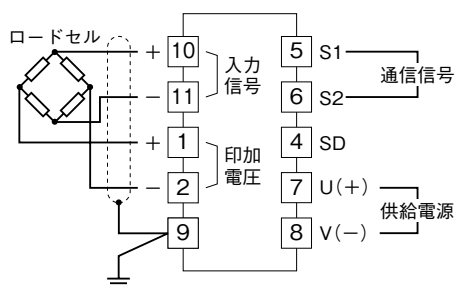 ロードセル
+ 10
− 11
入力
信号
+ 1
− 2
印加
電圧
9
5 S1
6 S2
通信信号
4 SD
7 U(+)
8 V(−)
供給電源